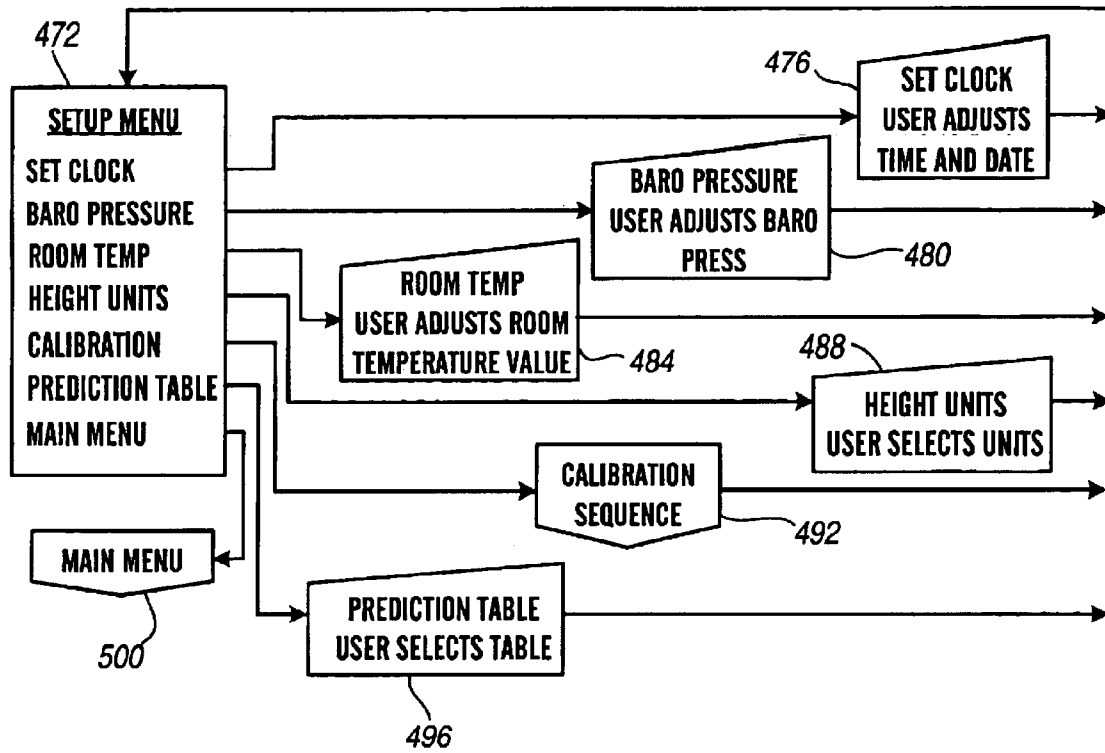 472
SETUP MENU
SET CLOCK
BARO PRESSURE
ROOM TEMP
HEIGHT UNITS
CALIBRATION
PREDICTION TABLE
MAIN MENU
476
SET CLOCK
USER ADJUSTS
TIME AND DATE
BARO PRESSURE
USER ADJUSTS BARO
PRESS
480
ROOM TEMP
USER ADJUSTS ROOM
TEMPERATURE VALUE
484
488
HEIGHT UNITS
USER SELECTS UNITS
CALIBRATION
SEQUENCE
492
MAIN MENU
500
PREDICTION TABLE
USER SELECTS TABLE
496